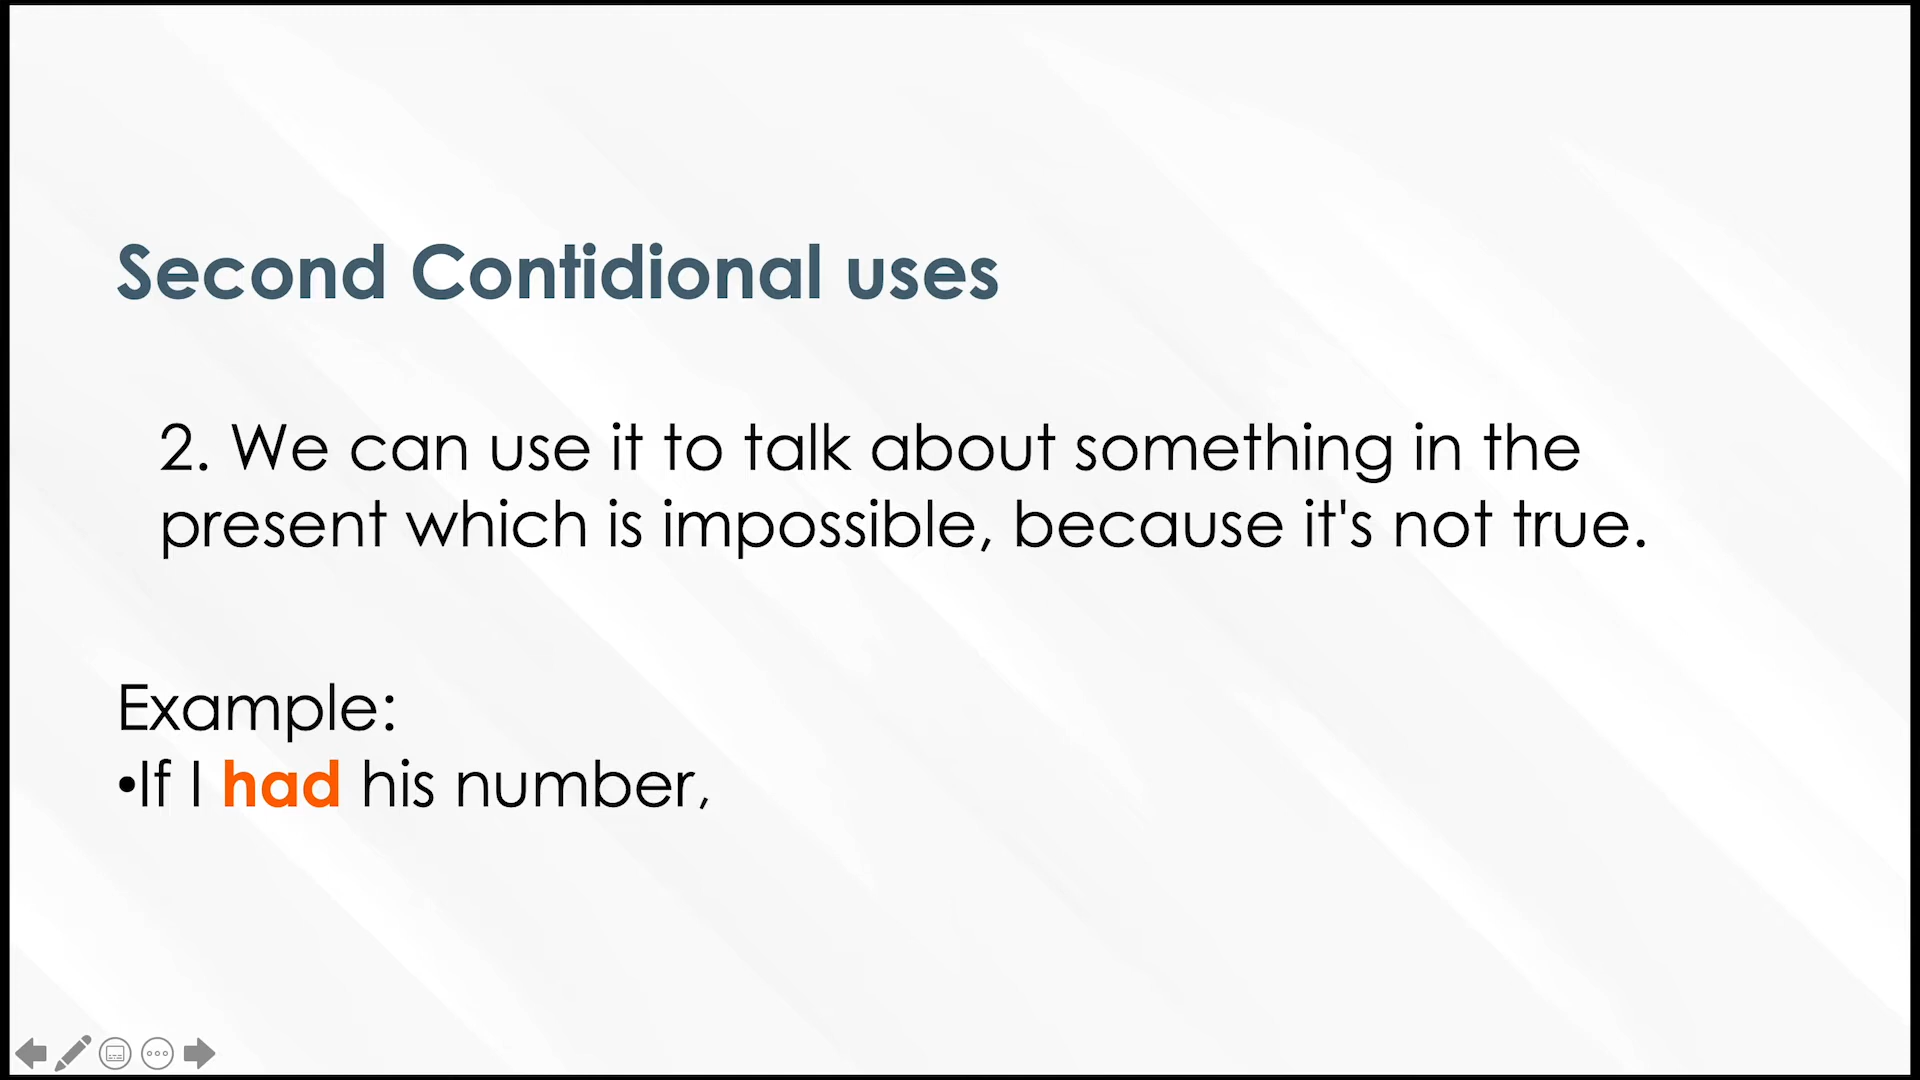 Second Contidional uses
2. We can use it to talk about something in the
present which is impossible, because it's not true.
Example:
•If I had his number,